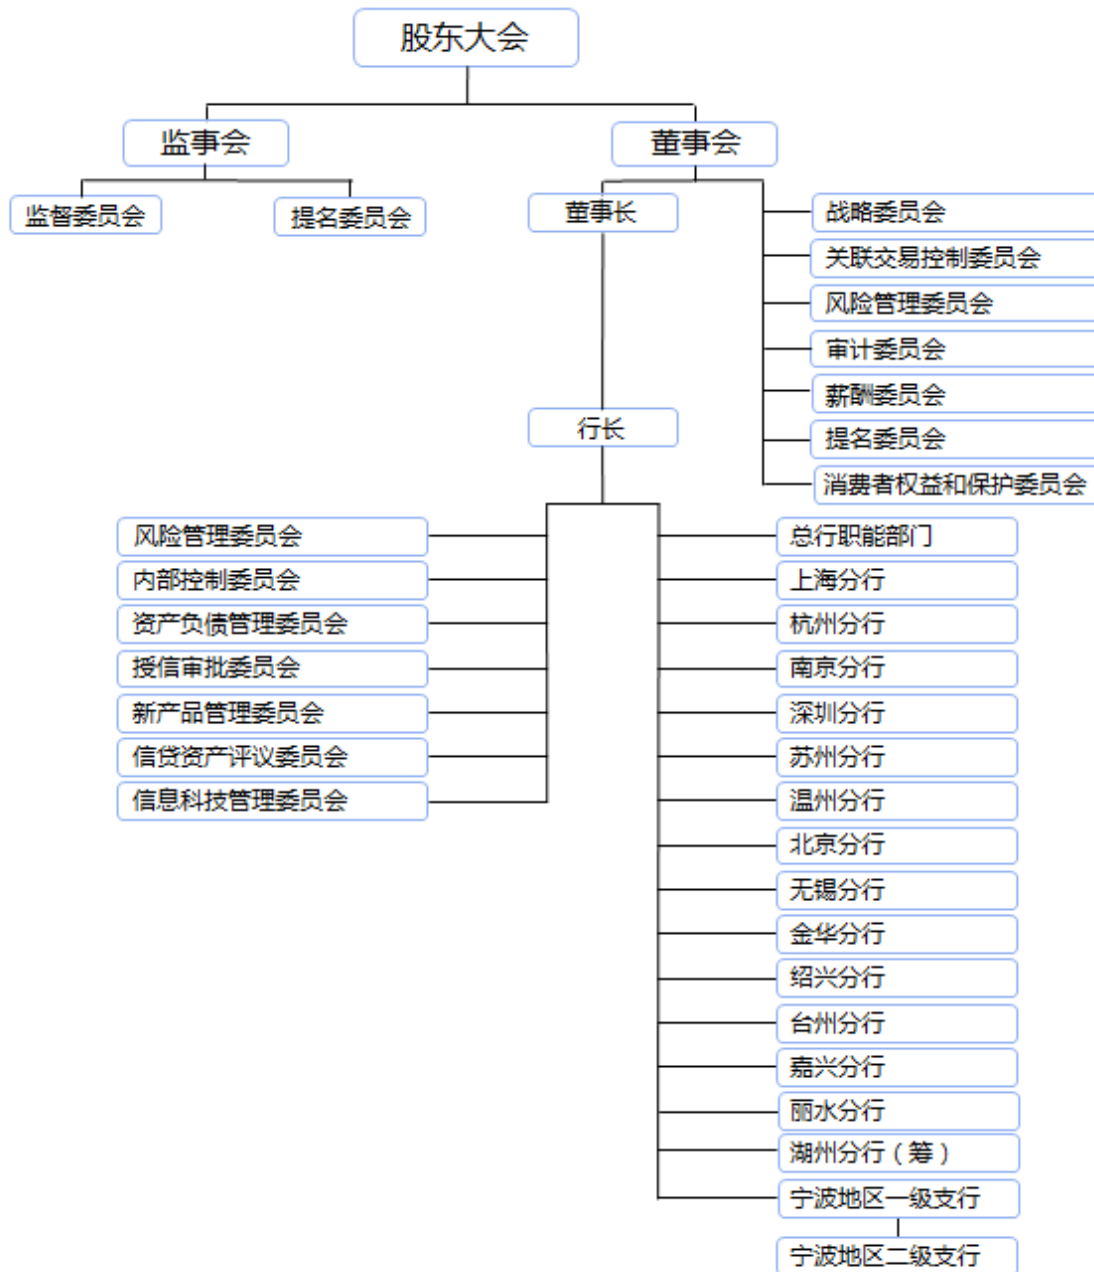 股东大会
监事会
董事会
监督委员会
提名委员会
董事长
战略委员会
关联交易控制委员会
风险管理委员会
审计委员会
薪酬委员会
提名委员会
消费者权益和保护委员会
行长
风险管理委员会
内部控制委员会
资产负债管理委员会
授信审批委员会
新产品管理委员会
信贷资产评议委员会
信息科技管理委员会
总行职能部门
上海分行
杭州分行
南京分行
深圳分行
苏州分行
温州分行
北京分行
无锡分行
金华分行
绍兴分行
台州分行
嘉兴分行
丽水分行
湖州分行（筹）
宁波地区一级支行
宁波地区二级支行